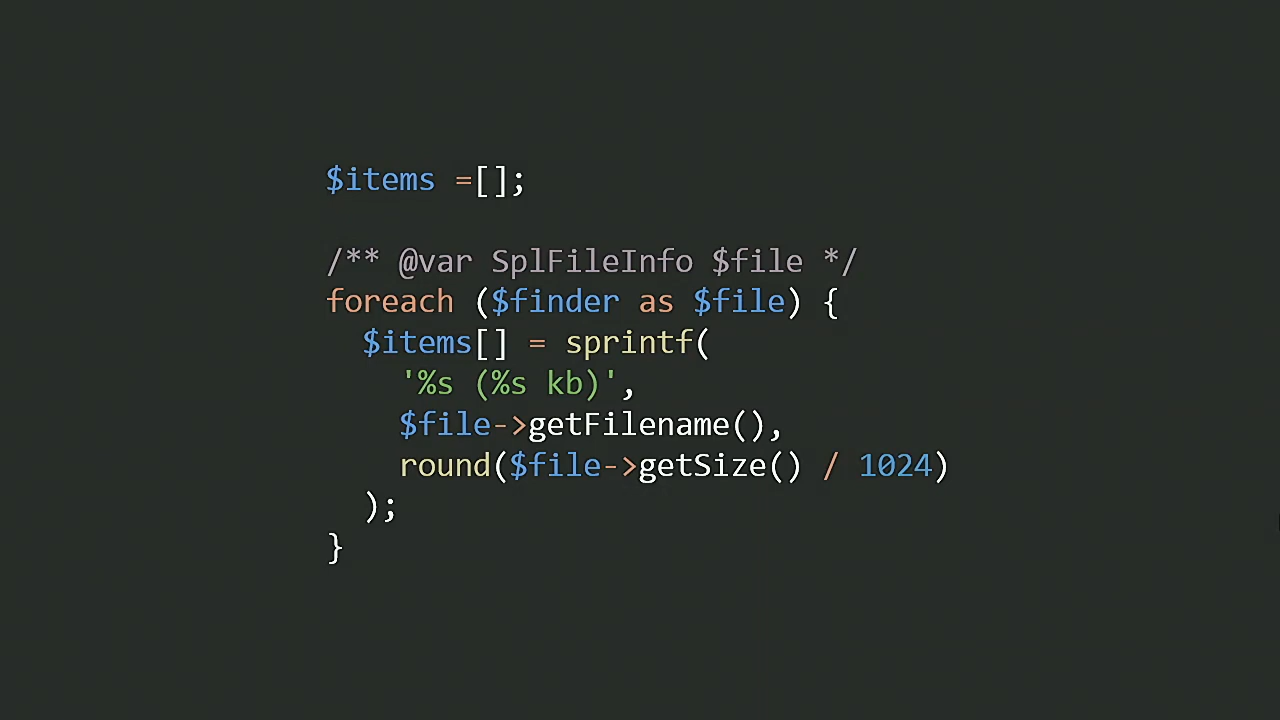 $items =[];

/** @var SplFileInfo $file */
foreach ($finder as $file) {
  $items[] = sprintf(
    '%s (%s kb)',
    $file->getFilename(),
    round($file->getSize() / 1024)
  );
}